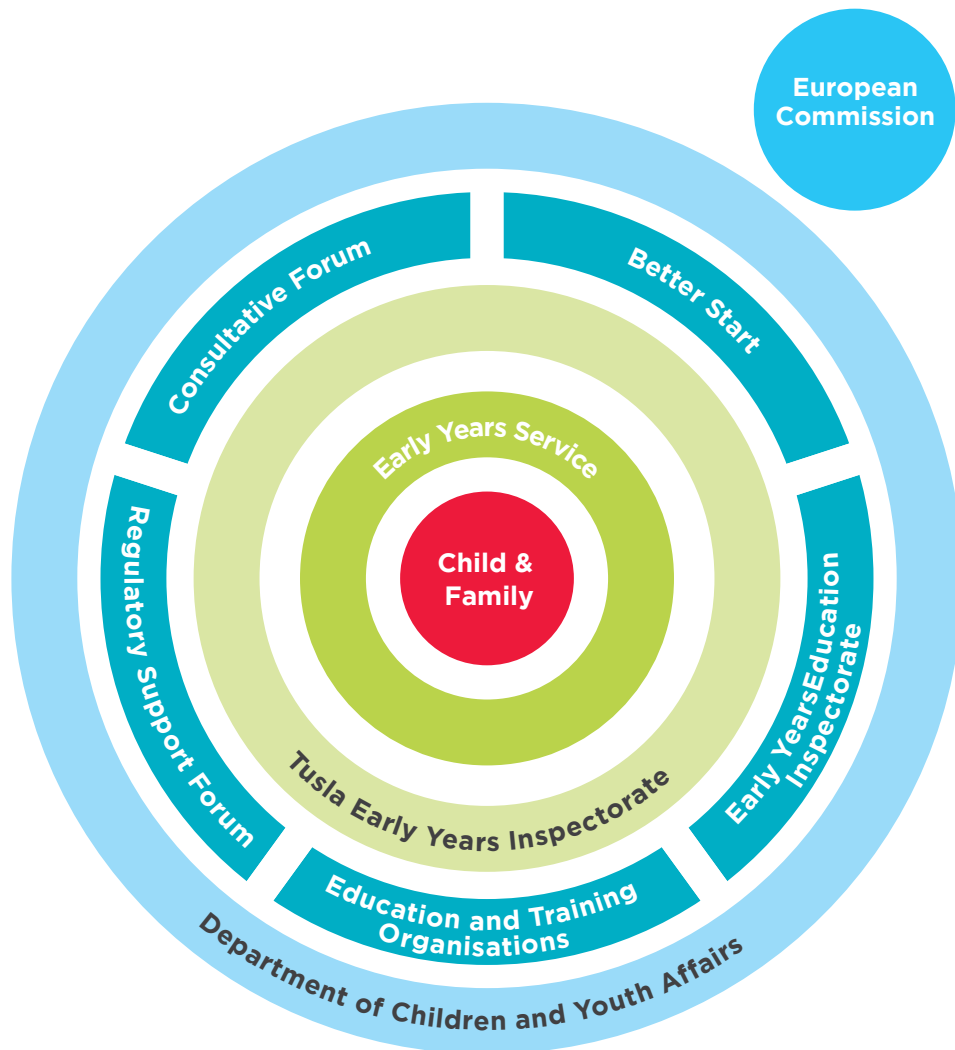 European
Commission
Consultative Forum
Better Start
Early Years Service
Child &
Family
Regulatory Support Forum
Early YearsEducation
Inspectorate
Tusla Early Years Inspectorate
Education and Training
Organisations
Department of Children and Youth Affairs